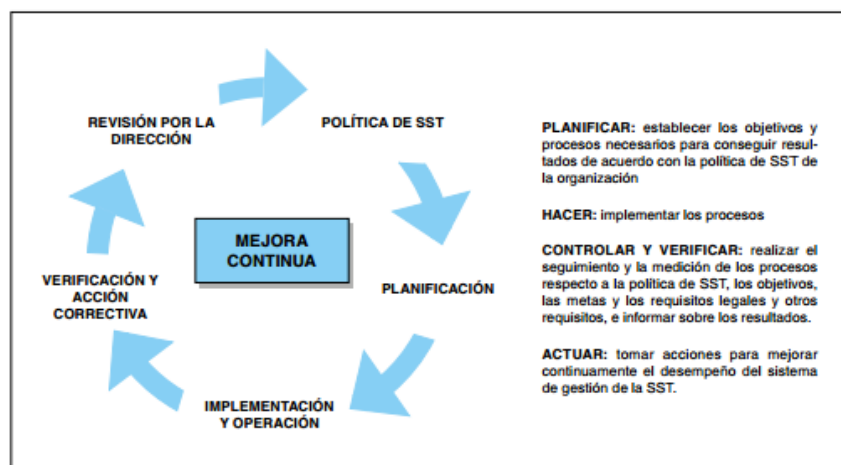 REVISIÓN POR LA
DIRECCIÓN
POLÍTICA DE SST
MEJORA
CONTINUA
VERIFICACIÓN Y
ACCIÓN
CORRECTIVA
PLANIFICACIÓN
IMPLEMENTACIÓN
Y OPERACIÓN
PLANIFICAR: establecer los objetivos y
procesos necesarios para conseguir resul-
tados de acuerdo con la política de SST de
la organización
HACER: implementar los procesos
CONTROLAR Y VERIFICAR: realizar el
seguimiento y la medición de los procesos
respecto a la política de SST, los objetivos,
las metas y los requisitos legales y otros
requisitos, e informar sobre los resultados.
ACTUAR: tomar acciones para mejorar
continuamente el desempeño del sistema
de gestión de la SST.